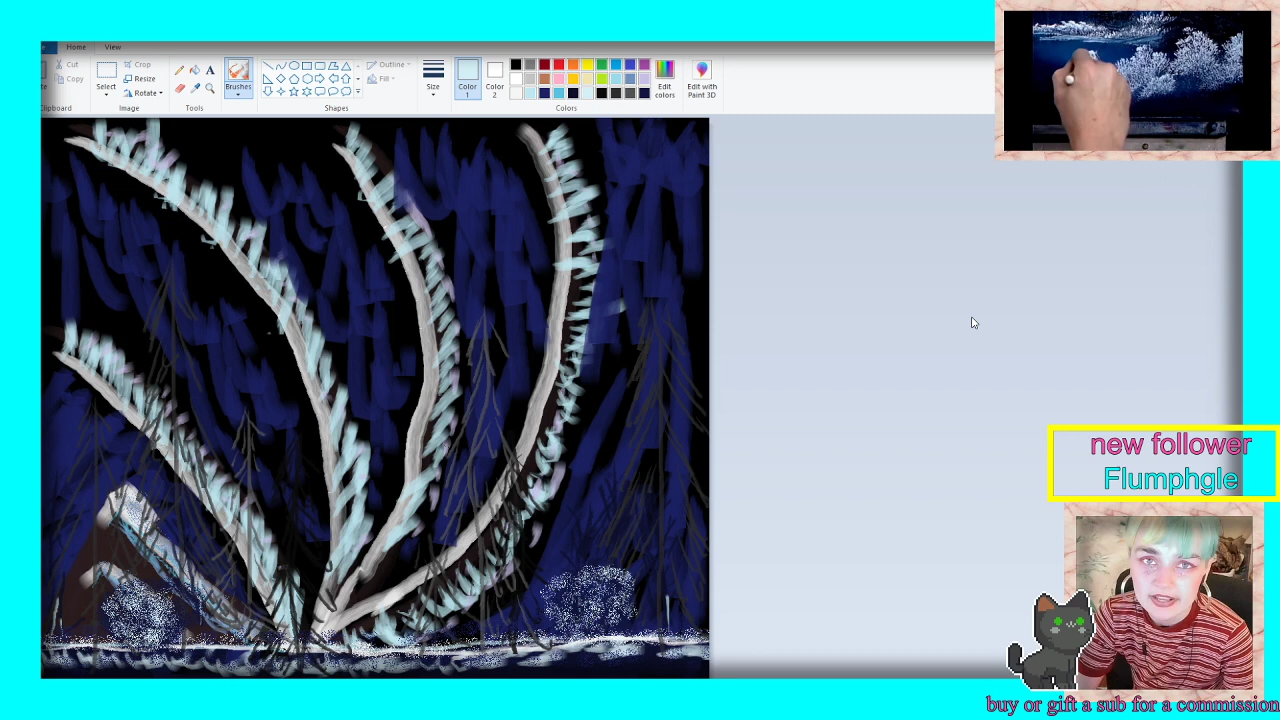 Home View
Cut
Copy
Crop
Resize
Rotate
Select
Brushes
Outline
Fill
Size
Color
1
Color
2
Edit
colors
Edit with
Paint 3D
Image
Tools
Shapes
Colors
new follower
Flumphgle
buy or gift a sub for a commission